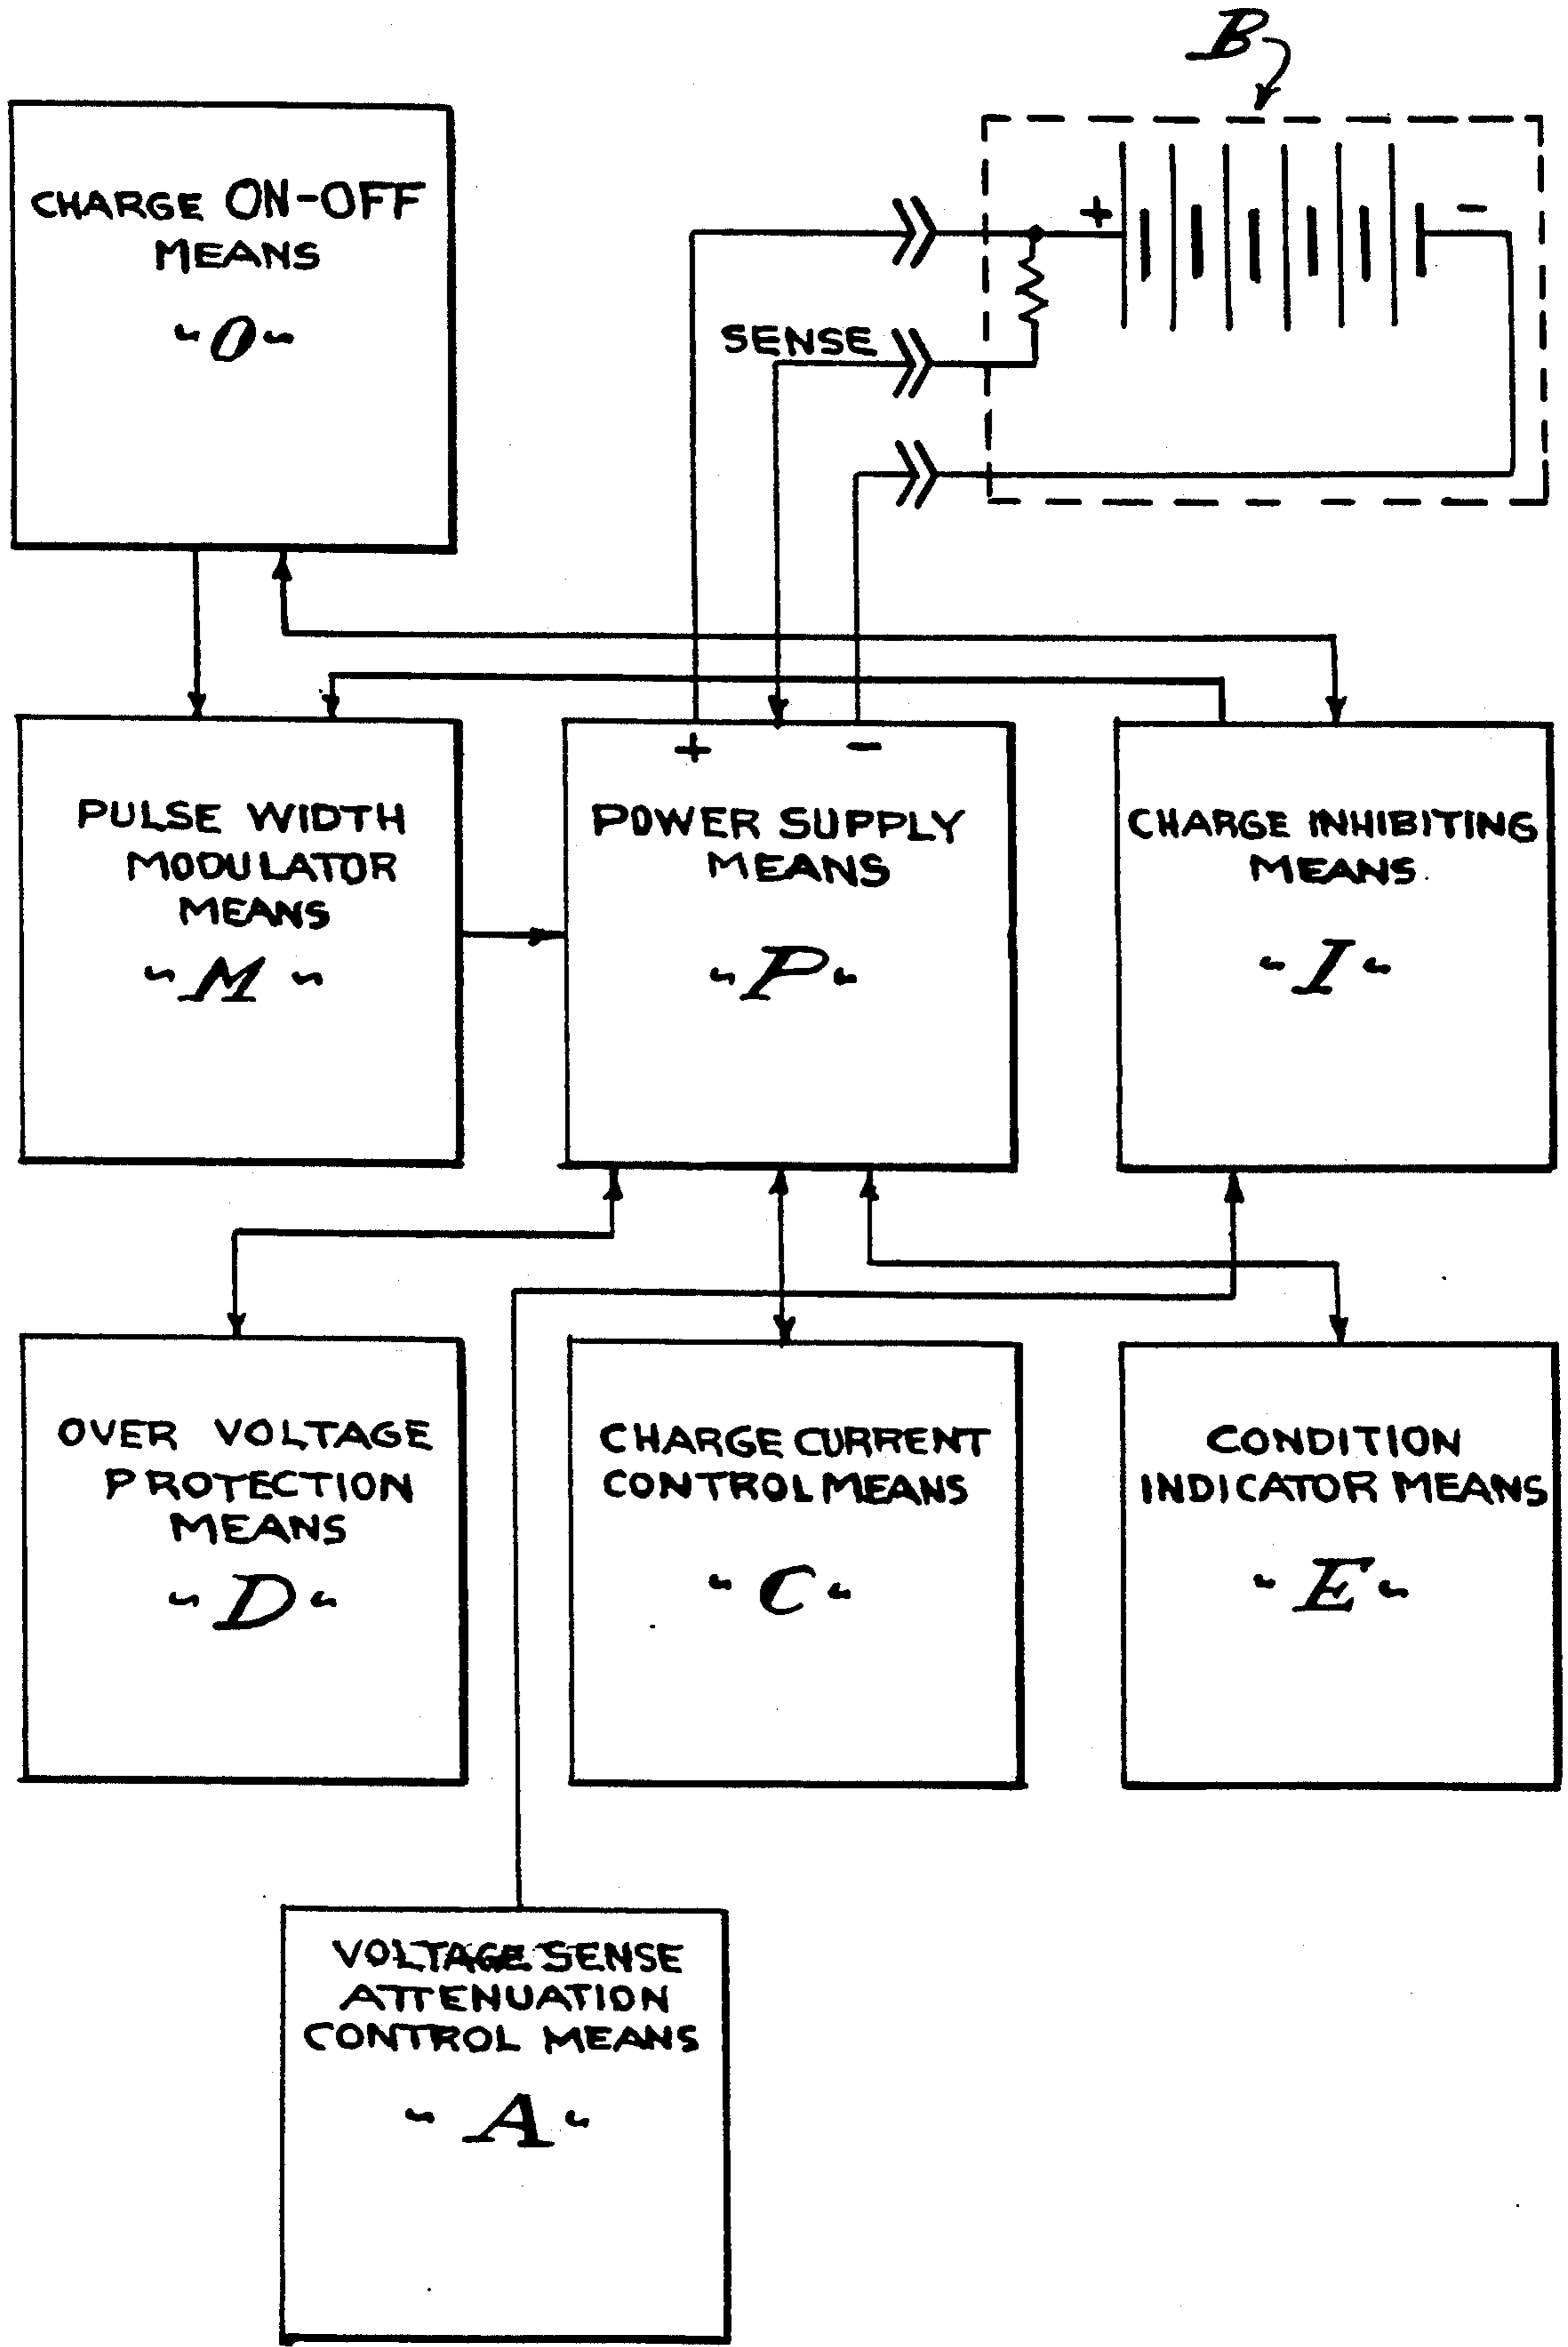 B
CHARGE ON-OFF
MEANS
"O"
+
-
SENSE
+
-
PULSE WIDTH
MODULATOR
MEANS
"M"
POWER SUPPLY
MEANS
"P"
CHARGE INHIBITING
MEANS
"I"
OVER VOLTAGE
PROTECTION
MEANS
"D"
CHARGE CURRENT
CONTROL MEANS
"C"
CONDITION
INDICATOR MEANS
"E"
VOLTAGE SENSE
ATTENUATION
CONTROL MEANS
"A"